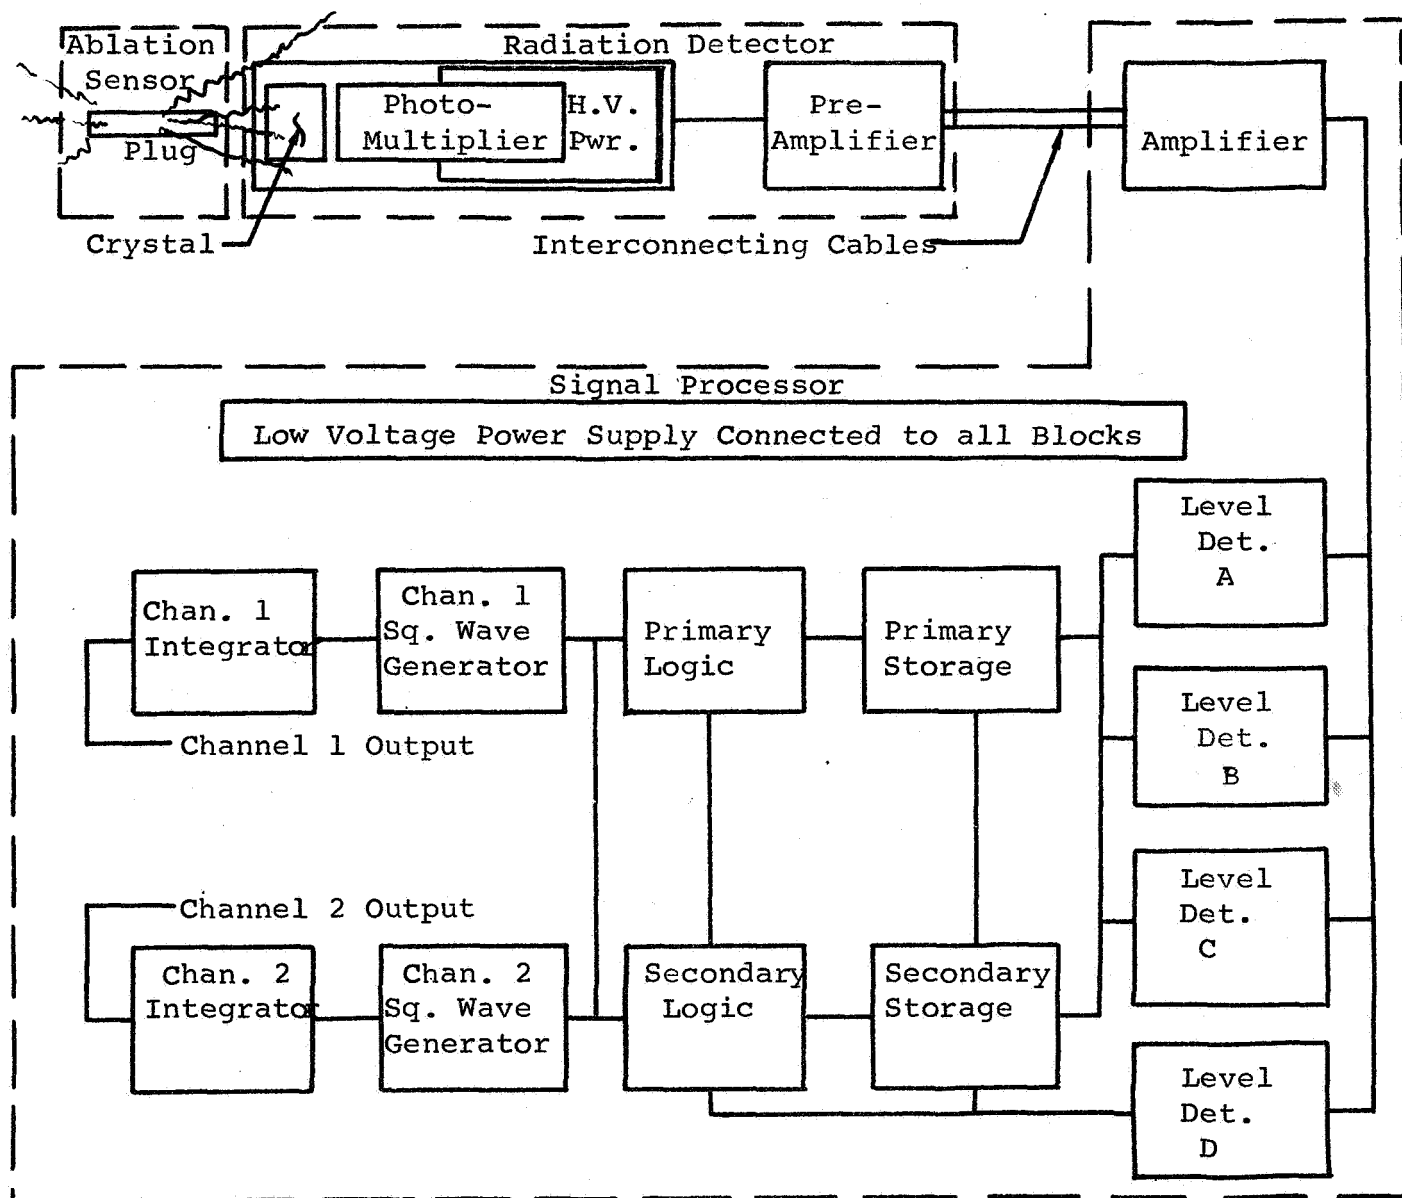 Ablation
Sensor
Plug
Radiation Detector
Photo-
Multiplier
H.V.
Pwr.
Pre-
Amplifier
Amplifier
Crystal
Interconnecting Cables
Signal Processor
Low Voltage Power Supply Connected to all Blocks
Level
Det.
A
Chan. 1
Integrator
Chan. 1
Sq. Wave
Generator
Primary
Logic
Primary
Storage
Level
Det.
B
Channel 1 Output
Level
Det.
C
Channel 2 Output
Chan. 2
Integrator
Chan. 2
Sq. Wave
Generator
Secondary
Logic
Secondary
Storage
Level
Det.
D